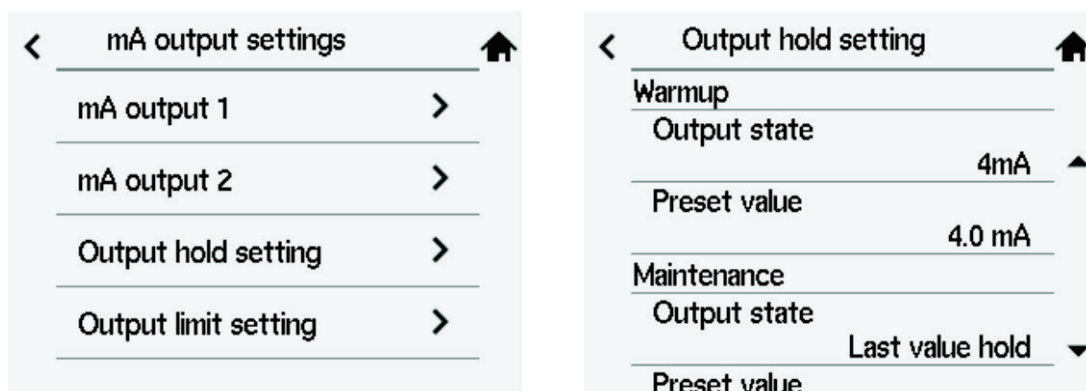 mA output settings
mA output 1
mA output 2
Output hold setting
Output limit setting
Output hold setting
Warmup
Output state
4mA
Preset value
4.0 mA
Maintenance
Output state
Last value hold
Preset value